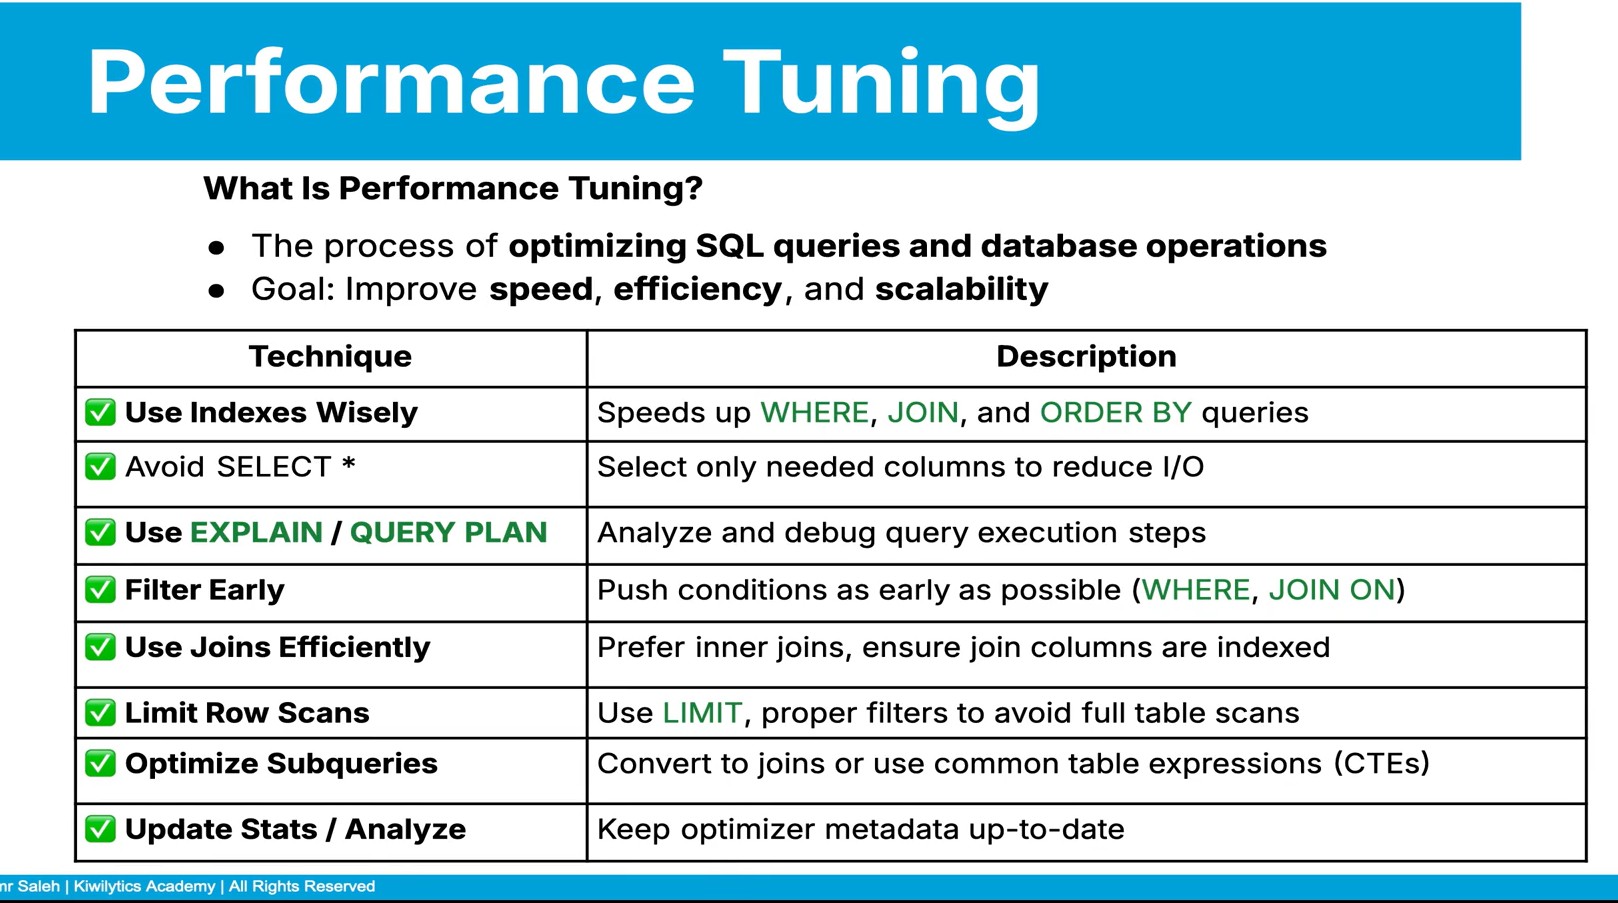 Performance Tuning
What Is Performance Tuning?
● The process of optimizing SQL queries and database operations
● Goal: Improve speed, efficiency, and scalability
Technique Description
✅ Use Indexes Wisely Speeds up WHERE, JOIN, and ORDER BY queries
✅ Avoid SELECT * Select only needed columns to reduce I/O
✅ Use EXPLAIN / QUERY PLAN Analyze and debug query execution steps
✅ Filter Early Push conditions as early as possible (WHERE, JOIN ON)
✅ Use Joins Efficiently Prefer inner joins, ensure join columns are indexed
✅ Limit Row Scans Use LIMIT, proper filters to avoid full table scans
✅ Optimize Subqueries Convert to joins or use common table expressions (CTEs)
✅ Update Stats / Analyze Keep optimizer metadata up-to-date
Saleh | Kiwilytics Academy | All Rights Reserved